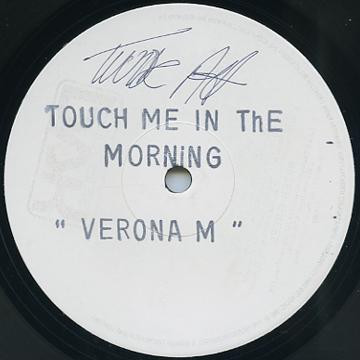 TOUCH ME IN ThE
MORNiNG
" VERONA M "